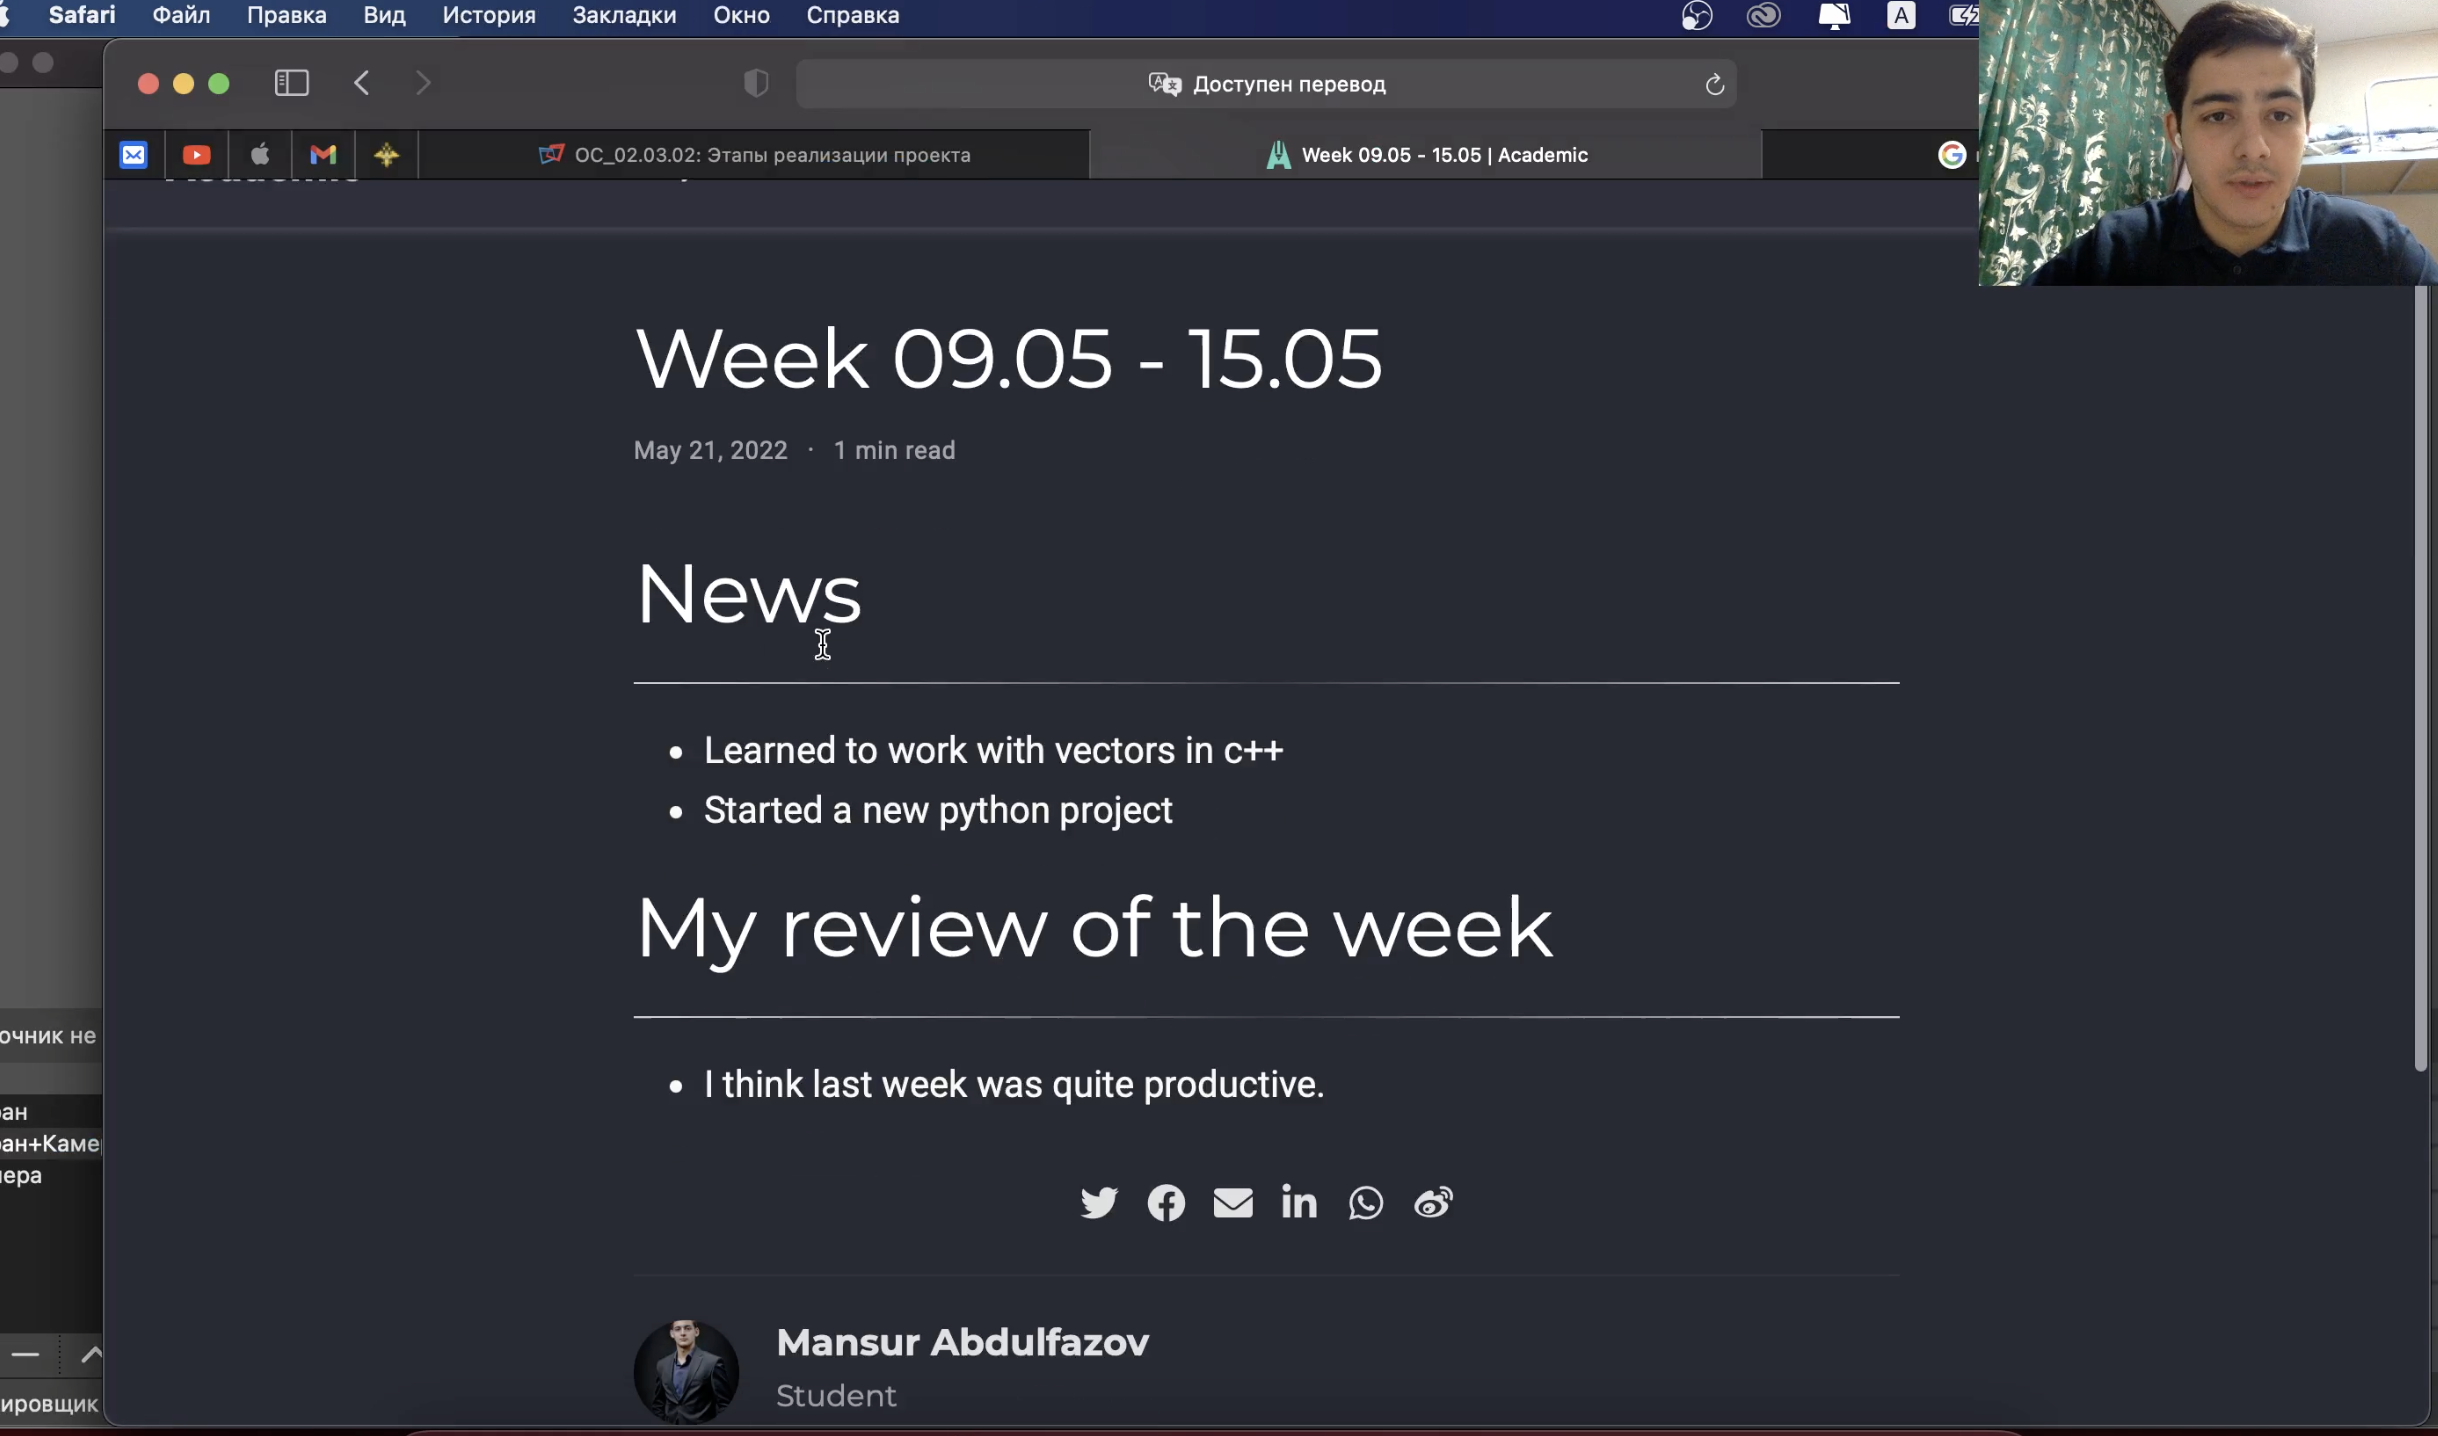 Safari Файл Правка Вид История Закладки Окно Справка A
Доступен перевод
ОС_02.03.02: Этапы реализации проекта
Week 09.05 - 15.05 | Academic
Week 09.05 - 15.05
May 21, 2022 · 1 min read
News
• Learned to work with vectors in c++
• Started a new python project
My review of the week
• I think last week was quite productive.
Mansur Abdulfazov
Student
очник не
ан
ан+Каме
ера
ировщик